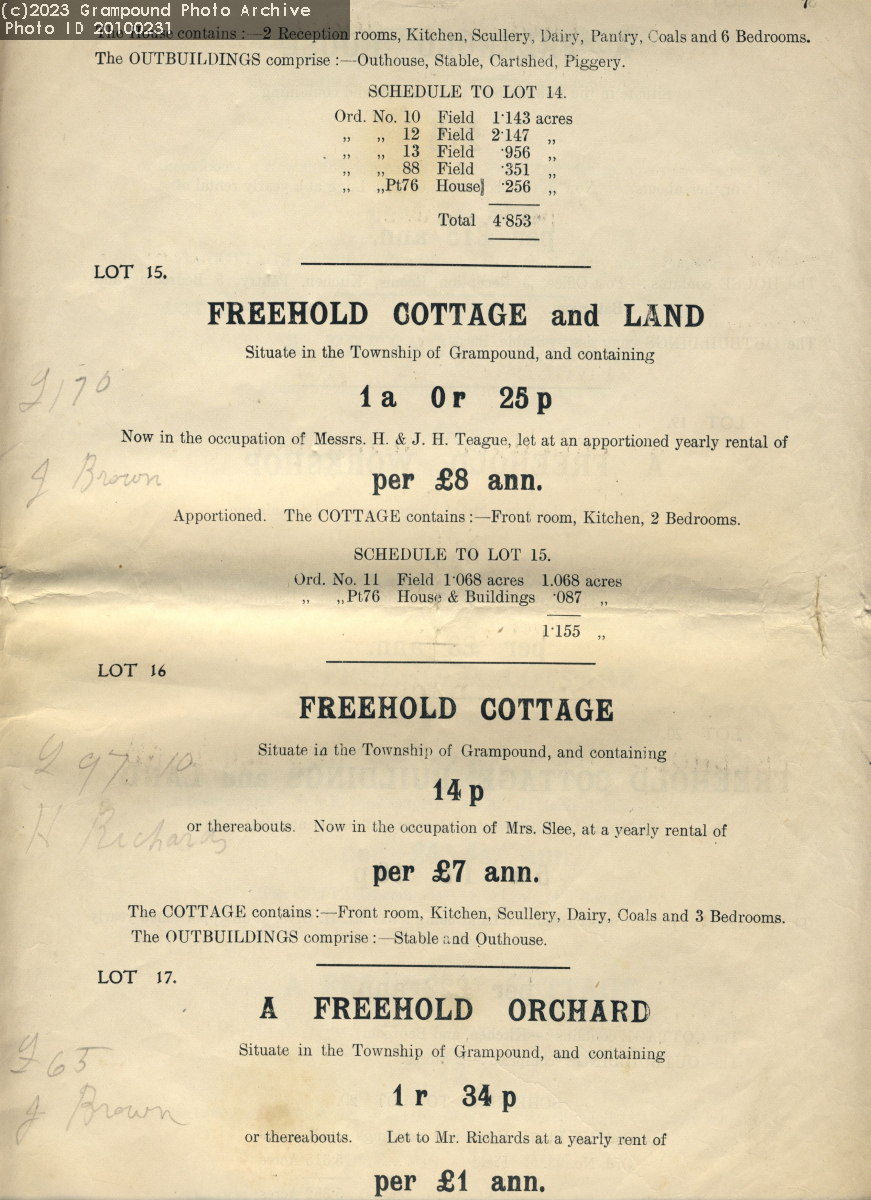 (c)2023 Grampound Photo Archive
Photo ID 20100231
7
The House contains :—2 Reception rooms, Kitchen, Scullery, Dairy, Pantry, Coals and 6 Bedrooms.
The OUTBUILDINGS comprise :—Outhouse, Stable, Cartshed, Piggery.
SCHEDULE TO LOT 14.
Ord. No. 10 Field 1·143 acres
,, ,, 12 Field 2·147 ,,
,, ,, 13 Field ·956 ,,
,, ,, 88 Field ·351 ,,
,, ,,Pt76 House ·256 ,,
Total 4·853 ,,
LOT 15.
FREEHOLD COTTAGE and LAND
Situate in the Township of Grampound, and containing
£170
1a 0r 25p
Now in the occupation of Messrs. H. & J. H. Teague, let at an apportioned yearly rental of
J Brown
per £8 ann.
Apportioned. The COTTAGE contains :—Front room, Kitchen, 2 Bedrooms.
SCHEDULE TO LOT 15.
Ord. No. 11 Field 1·068 acres 1.068 acres
,, ,,Pt76 House & Buildings ·087 ,,
1·155 ,,
LOT 16
FREEHOLD COTTAGE
Situate in the Township of Grampound, and containing
£97·10
14p
or thereabouts. Now in the occupation of Mrs. Slee, at a yearly rental of
H Richards
per £7 ann.
The COTTAGE contains :—Front room, Kitchen, Scullery, Dairy, Coals and 3 Bedrooms.
The OUTBUILDINGS comprise :—Stable and Outhouse.
LOT 17.
A FREEHOLD ORCHARD
Situate in the Township of Grampound, and containing
£65
1r 34p
J Brown
or thereabouts. Let to Mr. Richards at a yearly rent of
per £1 ann.